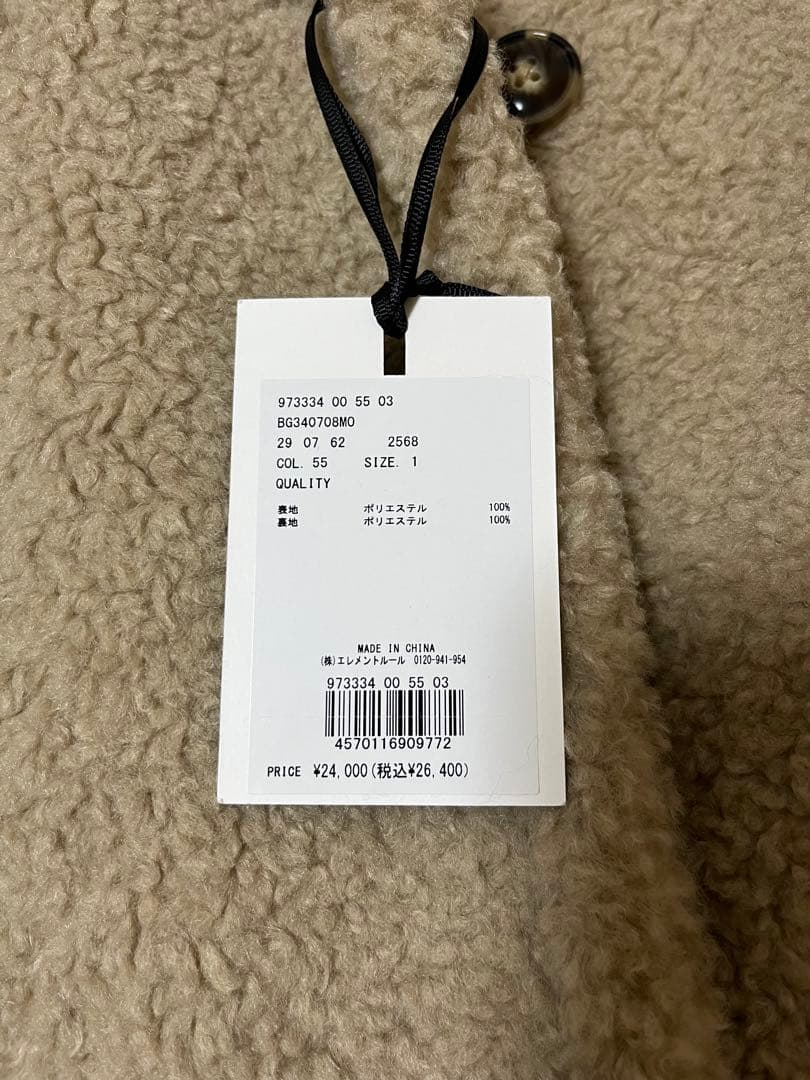 973334 00 55 03
BG340708MO
29 07 62 2568
COL. 55 SIZE. 1
QUALITY
表地 ポリエステル 100%
裏地 ポリエステル 100%
MADE IN CHINA
(株)エレメントルール 0120-941-954
973334 00 55 03
4570116909772
PRICE ¥24,000(税込¥26,400)